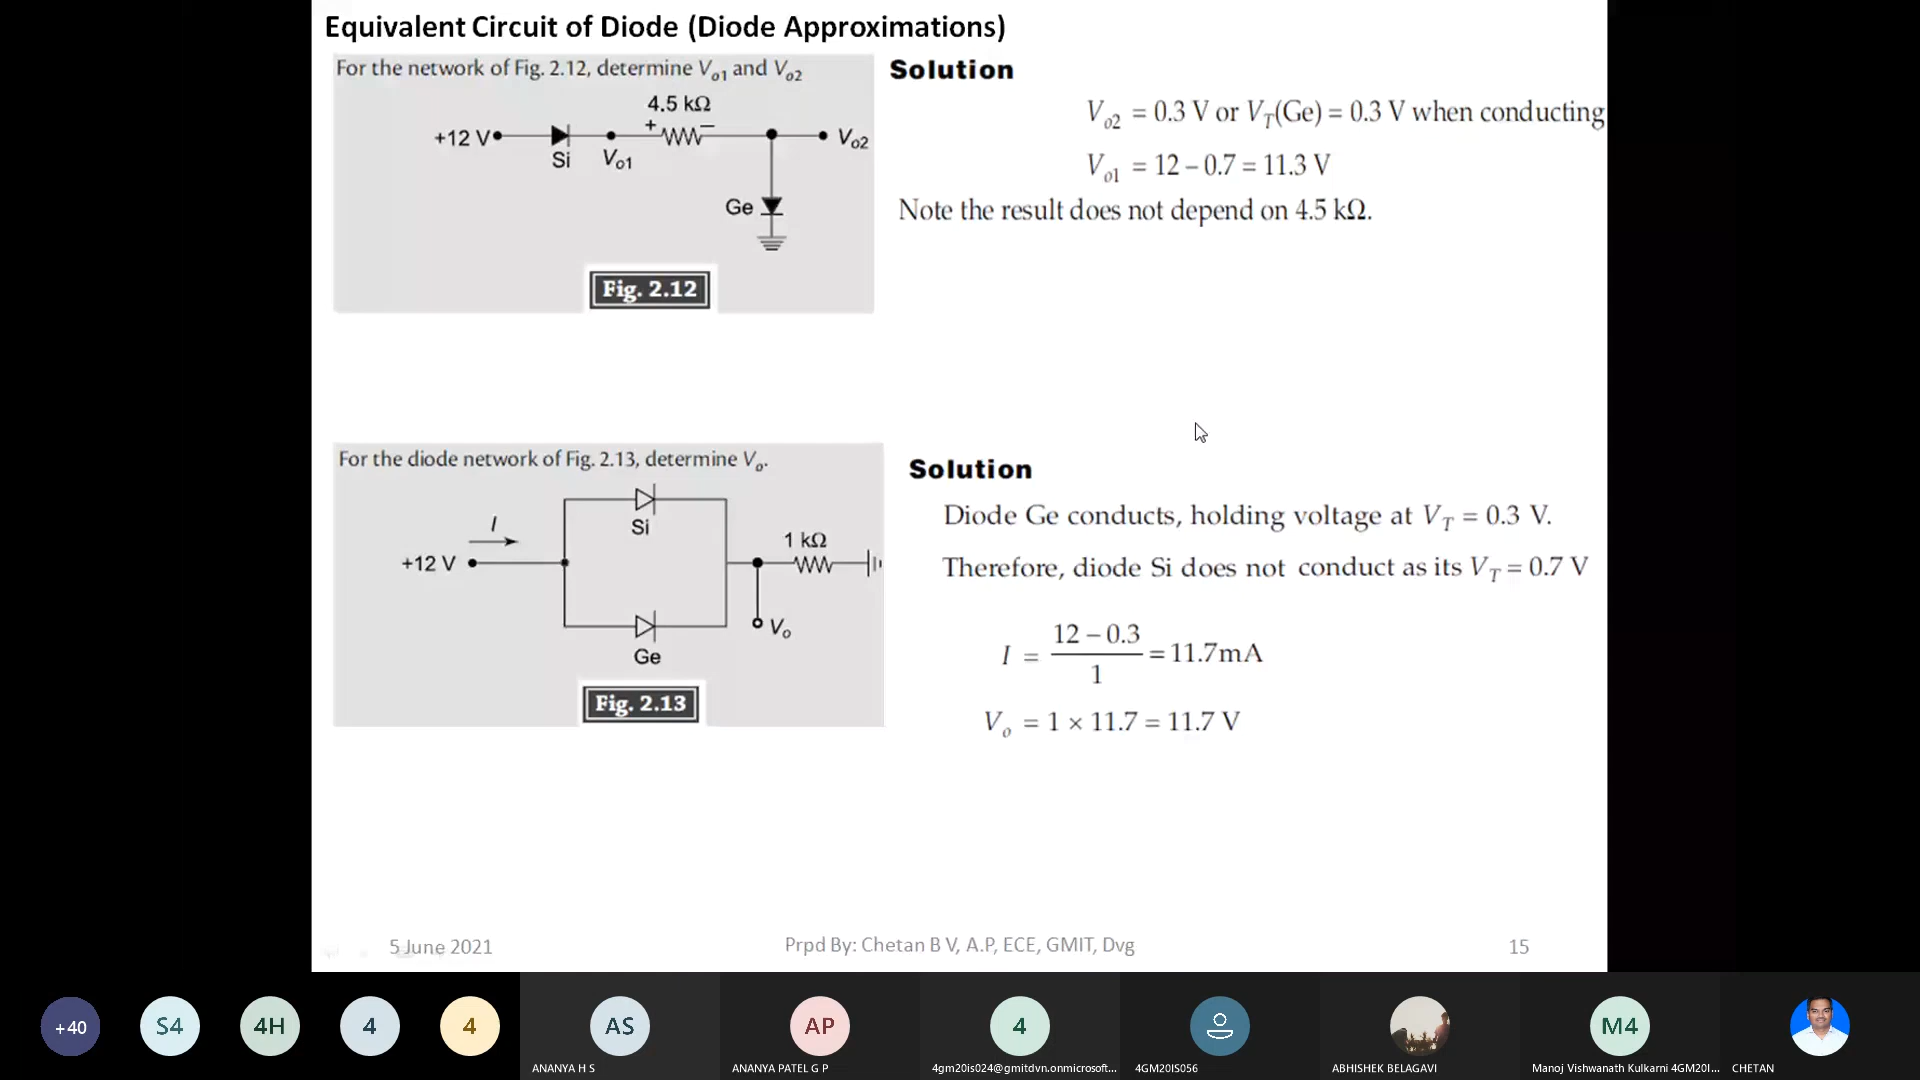 Equivalent Circuit of Diode (Diode Approximations)
For the network of Fig. 2.12, determine Vo1 and Vo2
4.5 kΩ
+ −
+12 V
Si
Vo1
Vo2
Ge
Fig. 2.12
Solution
Vo2 = 0.3 V or VT(Ge) = 0.3 V when conducting
Vo1 = 12 – 0.7 = 11.3 V
Note the result does not depend on 4.5 kΩ.
For the diode network of Fig. 2.13, determine Vo.
I
Si
1 kΩ
+12 V
Vo
Ge
Fig. 2.13
Solution
Diode Ge conducts, holding voltage at VT = 0.3 V.
Therefore, diode Si does not conduct as its VT = 0.7 V
I = (12 – 0.3)/1 = 11.7mA
Vo = 1 × 11.7 = 11.7 V
5 June 2021
Prpd By: Chetan B V, A.P, ECE, GMIT, Dvg
15
+40
S4
4H
4
4
AS
AP
4
M4
ANANYA H S
ANANYA PATEL G P
4gm20is024@gmitdvn.onmicrosoft...
4GM20IS056
ABHISHEK BELAGAVI
Manoj Vishwanath Kulkarni 4GM20I...
CHETAN